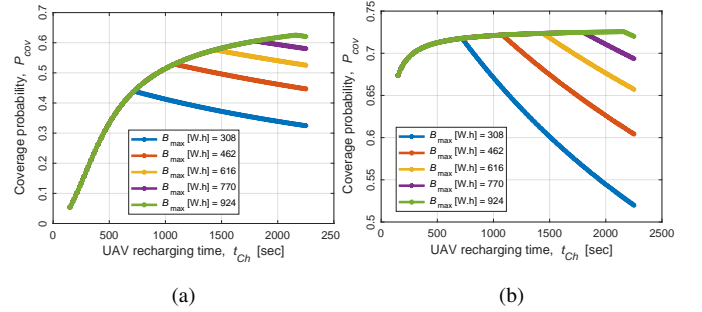 0.7
0.6
0.5
0.4
0.3
0.2
0.1
0
Coverage probability, P_cov
B_max [W.h] = 308
B_max [W.h] = 462
B_max [W.h] = 616
B_max [W.h] = 770
B_max [W.h] = 924
0 500 1000 1500 2000 2500
UAV recharging time, t_Ch [sec]
(a)
0.75
0.7
0.65
0.6
0.55
0.5
Coverage probability, P_cov
B_max [W.h] = 308
B_max [W.h] = 462
B_max [W.h] = 616
B_max [W.h] = 770
B_max [W.h] = 924
0 500 1000 1500 2000 2500
UAV recharging time, t_Ch [sec]
(b)